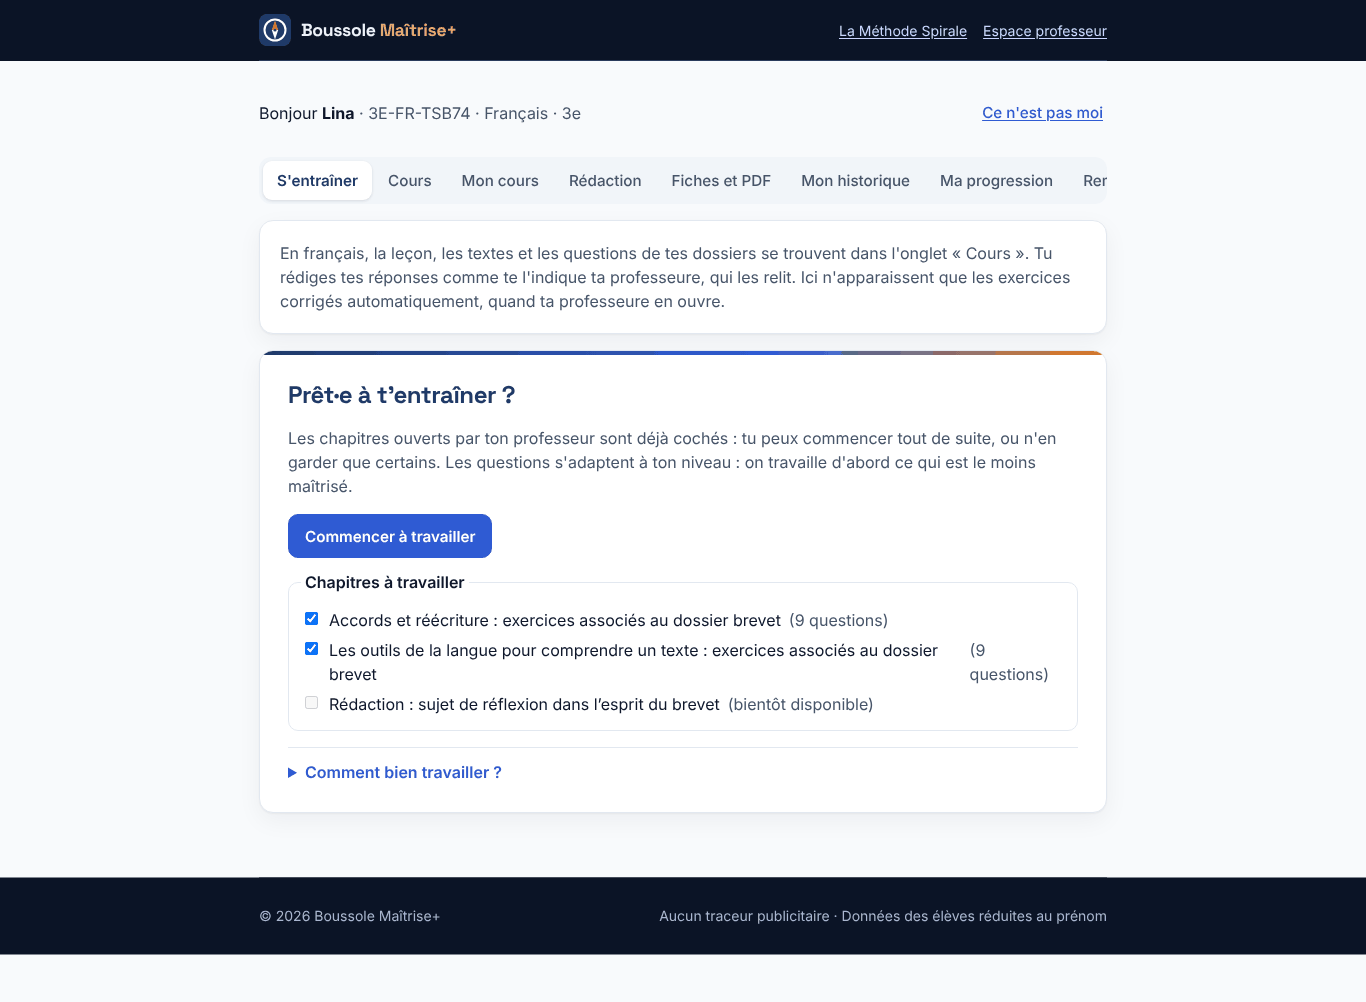 Boussole Maîtrise+
La Méthode Spirale Espace professeur
Bonjour Lina · 3E-FR-TSB74 · Français · 3e
Ce n'est pas moi
S'entraîner Cours Mon cours Rédaction Fiches et PDF Mon historique Ma progression Rer
En français, la leçon, les textes et les questions de tes dossiers se trouvent dans l'onglet « Cours ». Tu
rédiges tes réponses comme te l'indique ta professeure, qui les relit. Ici n'apparaissent que les exercices
corrigés automatiquement, quand ta professeure en ouvre.
Prêt·e à t’entraîner ?
Les chapitres ouverts par ton professeur sont déjà cochés : tu peux commencer tout de suite, ou n'en
garder que certains. Les questions s'adaptent à ton niveau : on travaille d'abord ce qui est le moins
maîtrisé.
Commencer à travailler
Chapitres à travailler
Accords et réécriture : exercices associés au dossier brevet (9 questions)
Les outils de la langue pour comprendre un texte : exercices associés au dossier
brevet
(9
questions)
Rédaction : sujet de réflexion dans l’esprit du brevet (bientôt disponible)
Comment bien travailler ?
© 2026 Boussole Maîtrise+
Aucun traceur publicitaire · Données des élèves réduites au prénom